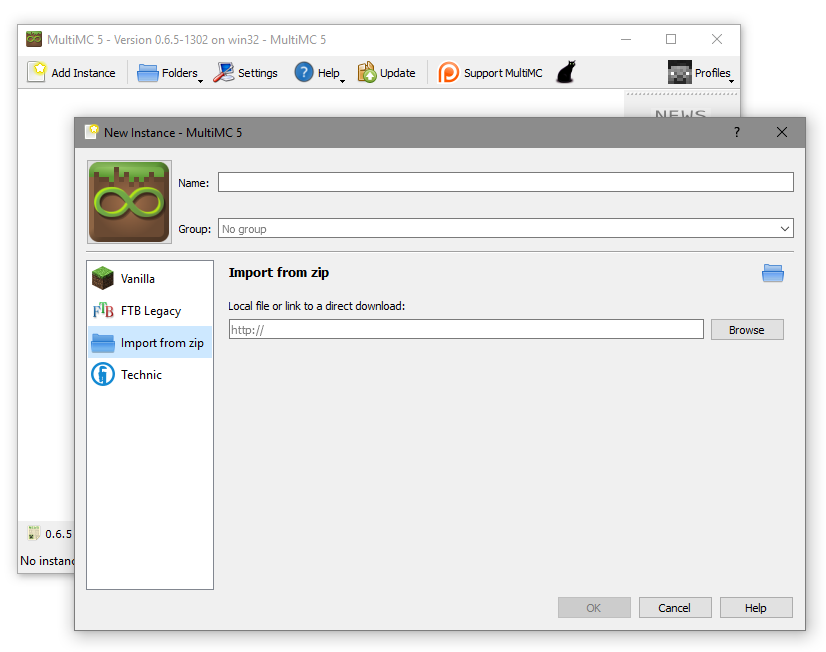 MultiMC 5 - Version 0.6.5-1302 on win32 - MultiMC 5
Add Instance Folders Settings Help Update Support MultiMC Profiles
NEWS
New Instance - MultiMC 5 ?
Name:
Group: No group
Vanilla
FTB Legacy
Import from zip
Technic
Import from zip
Local file or link to a direct download:
http:// Browse
0.6.5
No instanc
OK Cancel Help